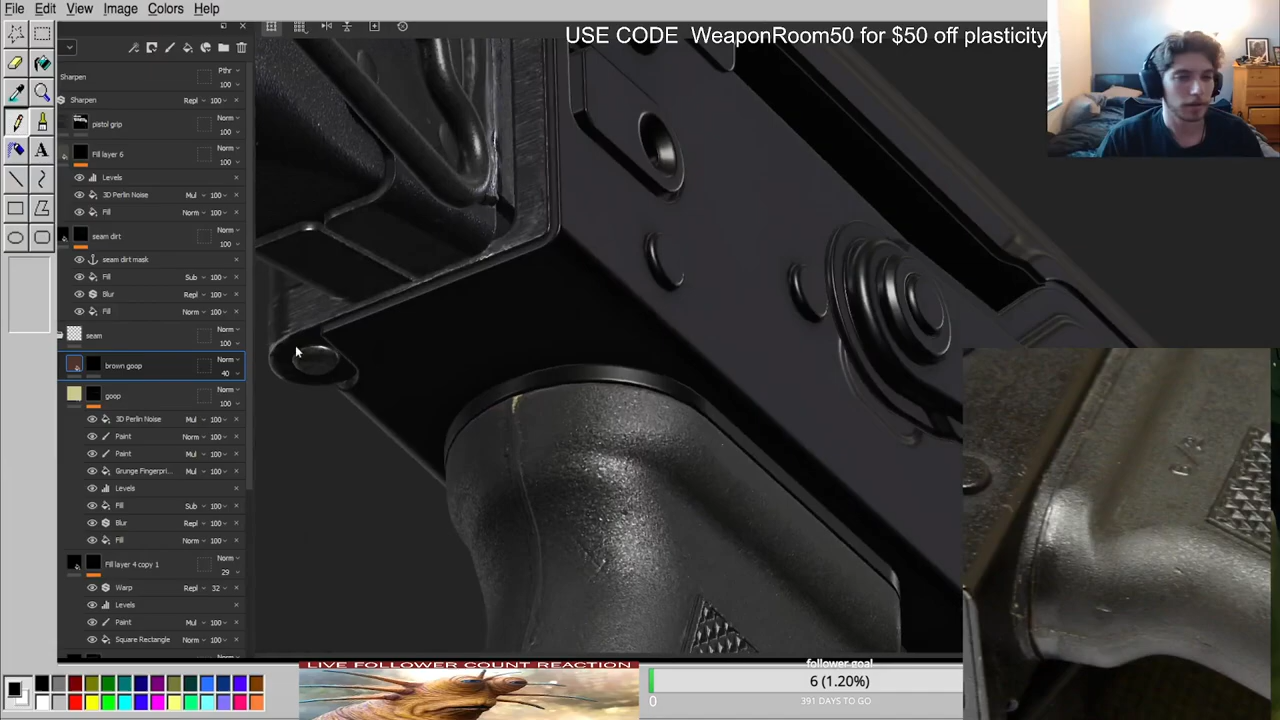 File Edit View Image Colors Help
USE CODE WeaponRoom50 for $50 off plasticity
Pthr
Sharpen
100
Sharpen Repl 100
Norm
pistol grip
100
Norm
Fill layer 6
100
Levels
3D Perlin Noise Mul 100
Fill Norm 100
Norm
seam dirt
100
seam dirt mask
Fill Sub 100
Blur Repl 100
Fill Norm 100
Norm
seam
100
Norm
brown goop
40
Norm
goop
100
3D Perlin Noise Mul 100
Paint Norm 100
Paint Norm 100
Grunge Fingerpri... Mul 100
Levels
Fill Sub 100
Blur Repl 100
Fill Norm 100
Norm
Fill layer 4 copy 1
29
Warp Repl 32
Levels
Paint Mul 100
Square Rectangle Norm 100
LIVE FOLLOWER COUNT REACTION
follower goal
6 (1.20%)
0
391 DAYS TO GO